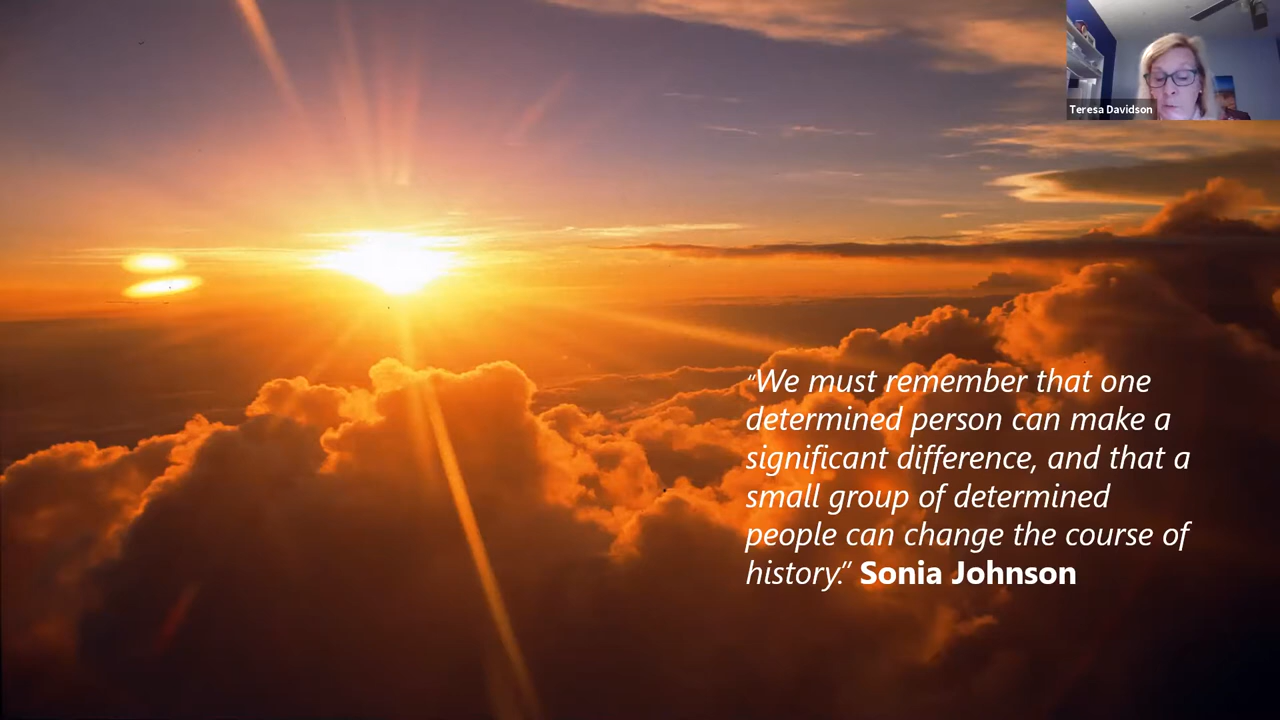 Teresa Davidson
“We must remember that one
determined person can make a
significant difference, and that a
small group of determined
people can change the course of
history.” Sonia Johnson